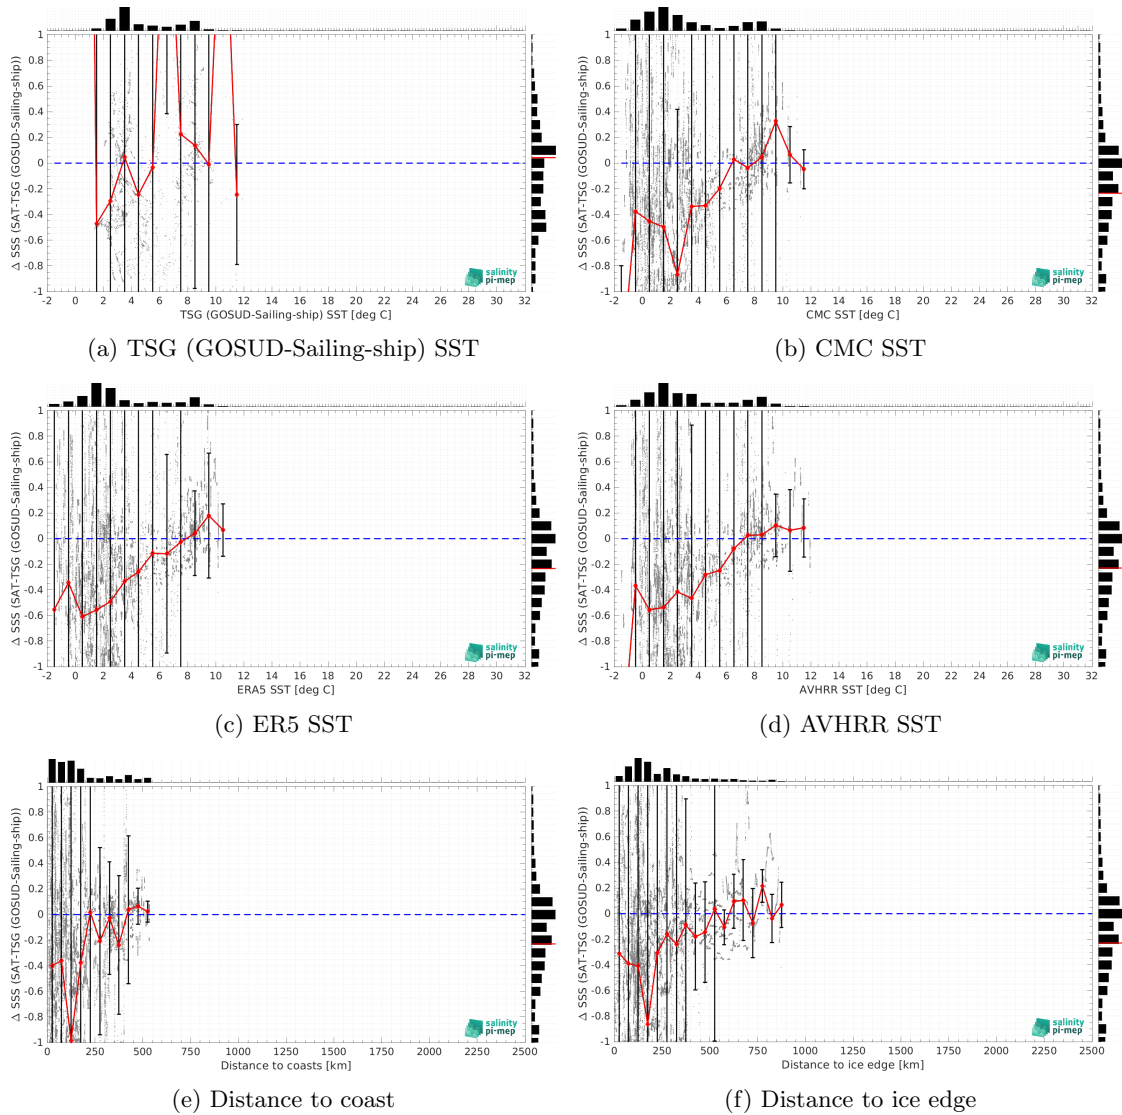 1
0.8
0.6
0.4
0.2
0
-0.2
-0.4
-0.6
-0.8
-1
Δ SSS (SAT-TSG (GOSUD-Sailing-ship))
-2 0 2 4 6 8 10 12 14 16 18 20 22 24 26 28 30 32
TSG (GOSUD-Sailing-ship) SST [deg C]
salinity
pi-mep
(a) TSG (GOSUD-Sailing-ship) SST
1
0.8
0.6
0.4
0.2
0
-0.2
-0.4
-0.6
-0.8
-1
Δ SSS (SAT-TSG (GOSUD-Sailing-ship))
-2 0 2 4 6 8 10 12 14 16 18 20 22 24 26 28 30 32
CMC SST [deg C]
salinity
pi-mep
(b) CMC SST
1
0.8
0.6
0.4
0.2
0
-0.2
-0.4
-0.6
-0.8
-1
Δ SSS (SAT-TSG (GOSUD-Sailing-ship))
-2 0 2 4 6 8 10 12 14 16 18 20 22 24 26 28 30 32
ERA5 SST [deg C]
salinity
pi-mep
(c) ER5 SST
1
0.8
0.6
0.4
0.2
0
-0.2
-0.4
-0.6
-0.8
-1
Δ SSS (SAT-TSG (GOSUD-Sailing-ship))
-2 0 2 4 6 8 10 12 14 16 18 20 22 24 26 28 30 32
AVHRR SST [deg C]
salinity
pi-mep
(d) AVHRR SST
1
0.8
0.6
0.4
0.2
0
-0.2
-0.4
-0.6
-0.8
-1
Δ SSS (SAT-TSG (GOSUD-Sailing-ship))
0 250 500 750 1000 1250 1500 1750 2000 2250 2500
Distance to coasts [km]
salinity
pi-mep
(e) Distance to coast
1
0.8
0.6
0.4
0.2
0
-0.2
-0.4
-0.6
-0.8
-1
Δ SSS (SAT-TSG (GOSUD-Sailing-ship))
0 250 500 750 1000 1250 1500 1750 2000 2250 2500
Distance to ice edge [km]
salinity
pi-mep
(f) Distance to ice edge